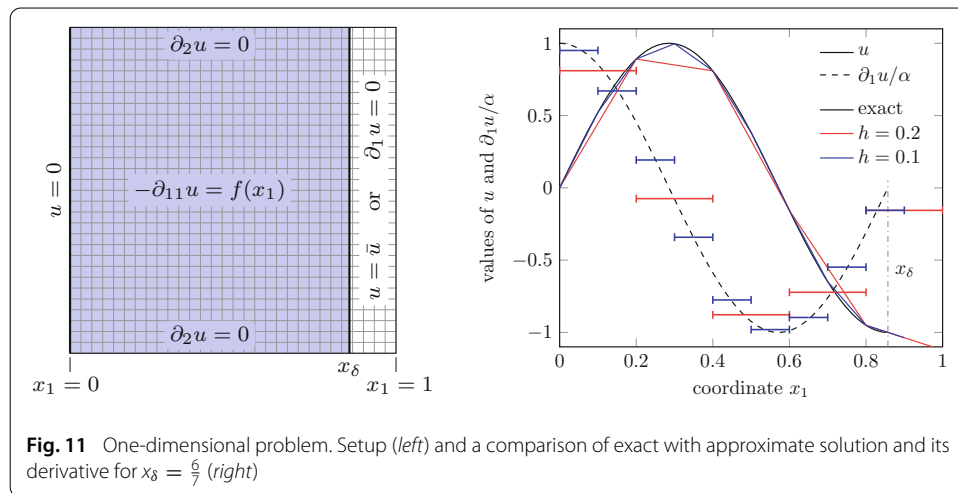 ∂₂u = 0
u = 0
−∂₁₁u = f(x₁)
u = ū or ∂₁u = 0
∂₂u = 0
x_δ
x₁ = 0
x₁ = 1
values of u and ∂₁u/α
1
0.5
0
−0.5
−1
0
0.2
0.4
0.6
0.8
1
coordinate x₁
u
∂₁u/α
exact
h = 0.2
h = 0.1
x_δ
Fig. 11 One-dimensional problem. Setup (left) and a comparison of exact with approximate solution and its
derivative for x_δ = 6/7 (right)